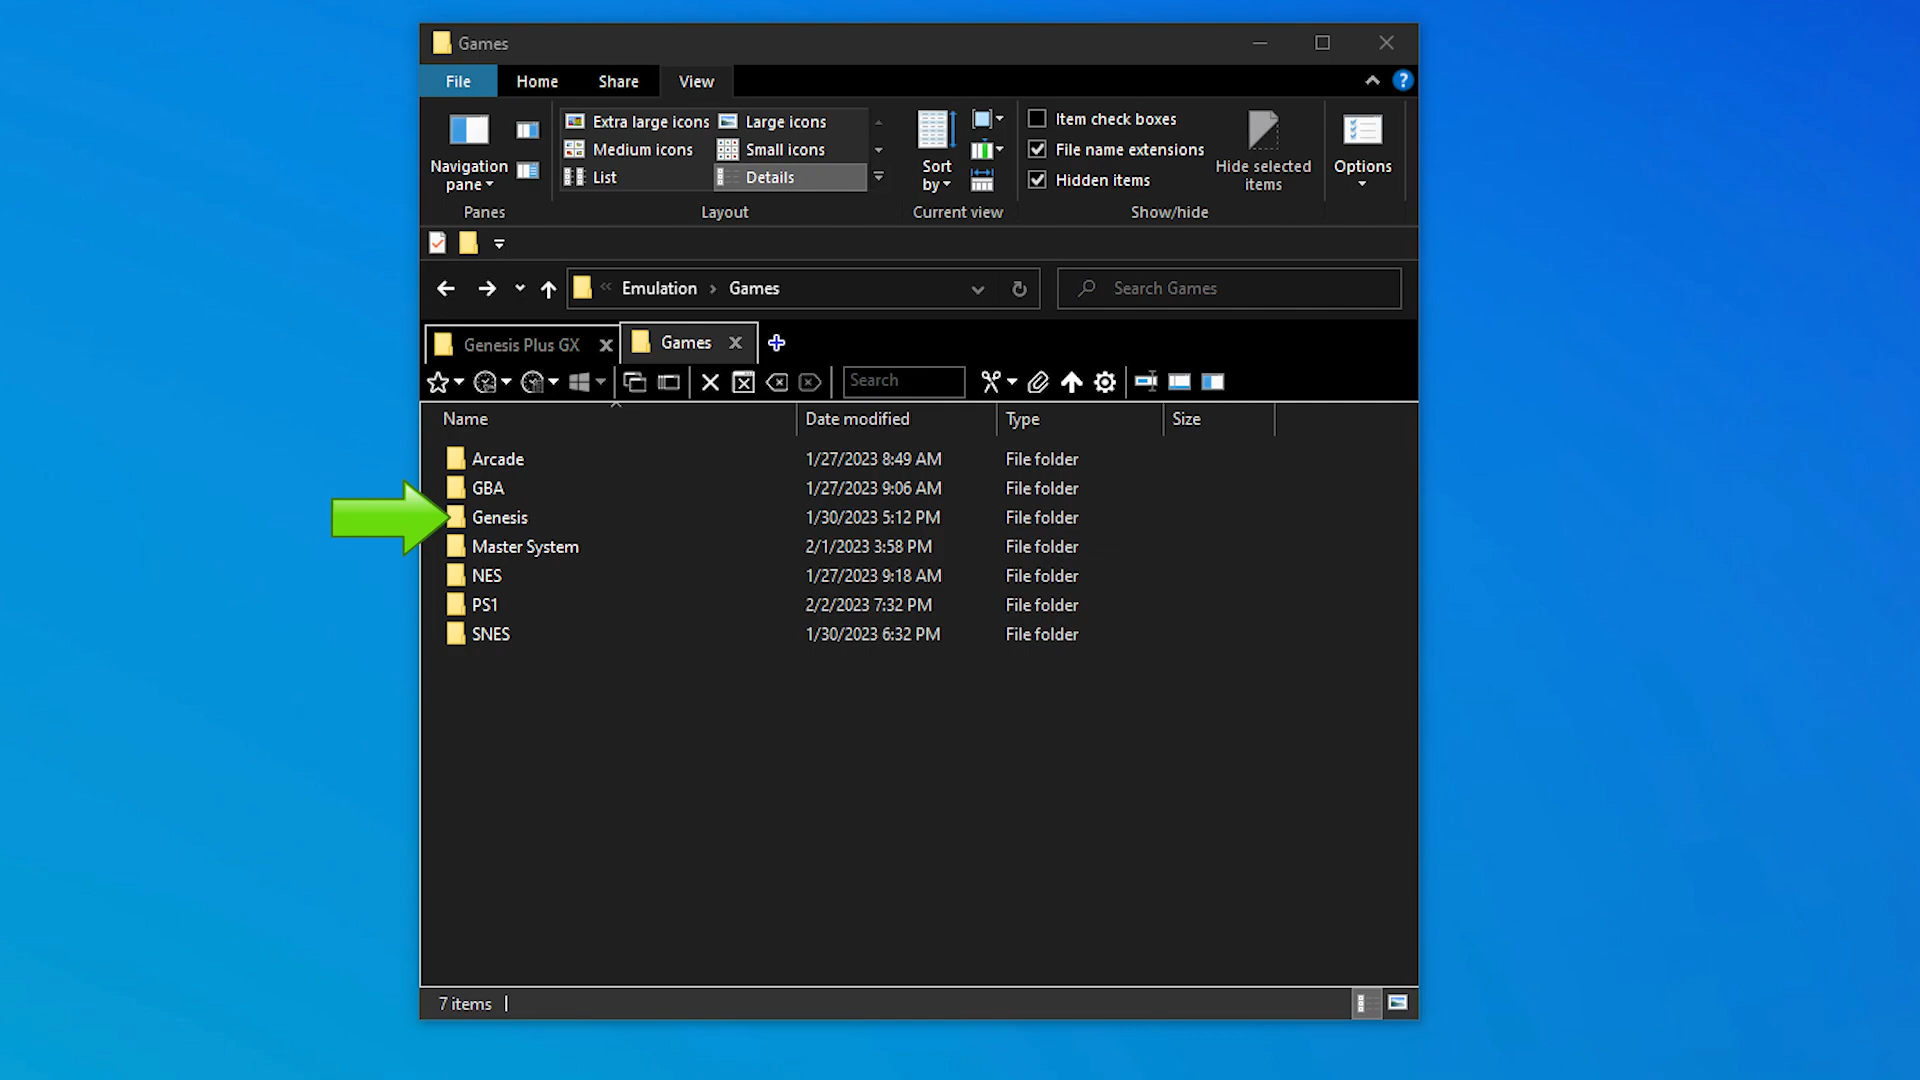 Games
File Home Share View
Navigation pane
Extra large icons Large icons
Medium icons Small icons
List Details
Sort by
Item check boxes
File name extensions
Hidden items
Hide selected items
Options
Panes Layout Current view Show/hide
Emulation > Games
Search Games
Genesis Plus GX Games
Search
Name Date modified Type Size
Arcade 1/27/2023 8:49 AM File folder
GBA 1/27/2023 9:06 AM File folder
Genesis 1/30/2023 5:12 PM File folder
Master System 2/1/2023 3:58 PM File folder
NES 1/27/2023 9:18 AM File folder
PS1 2/2/2023 7:32 PM File folder
SNES 1/30/2023 6:32 PM File folder
7 items